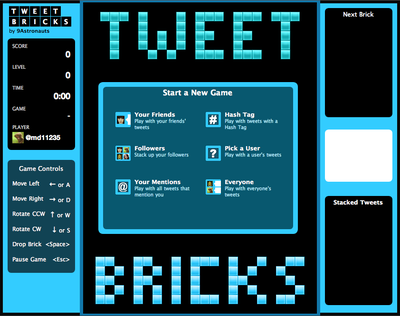 TWEET
BRICKS
by 9Astronauts
SCORE
0
LEVEL
0
TIME
0:00
GAME
-
PLAYER
@md11235
Game Controls
Move Left ← or A
Move Right → or D
Rotate CCW ↑ or W
Rotate CW ↓ or S
Drop Brick <Space>
Pause Game <Esc>
TWEET
Start a New Game
Your Friends
Play with your friends'
tweets
# Hash Tag
Play with tweets with a
Hash Tag
Followers
Stack up your followers
? Pick a User
Play with a user's tweets
@ Your Mentions
Play with all tweets that
mention you
Everyone
Play with everyone's
tweets
BRICKS
Next Brick
Stacked Tweets